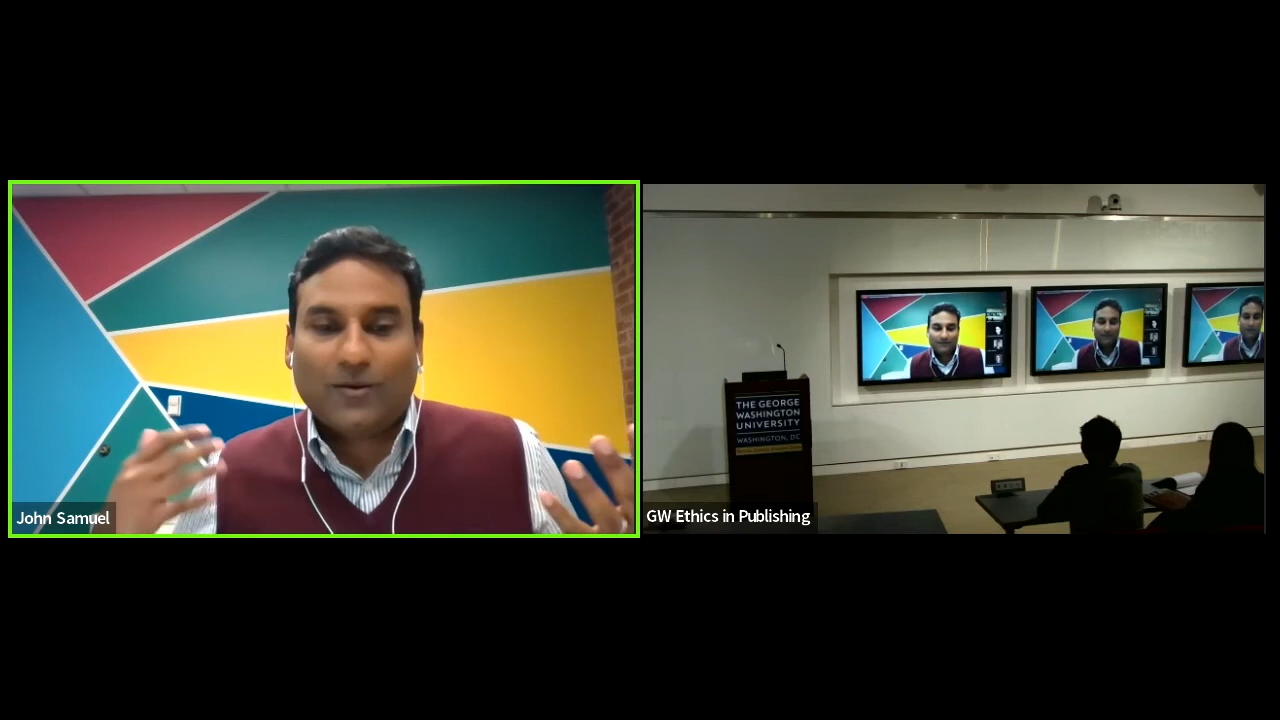 John Samuel
THE GEORGE
WASHINGTON
UNIVERSITY
WASHINGTON, DC
GW Ethics in Publishing